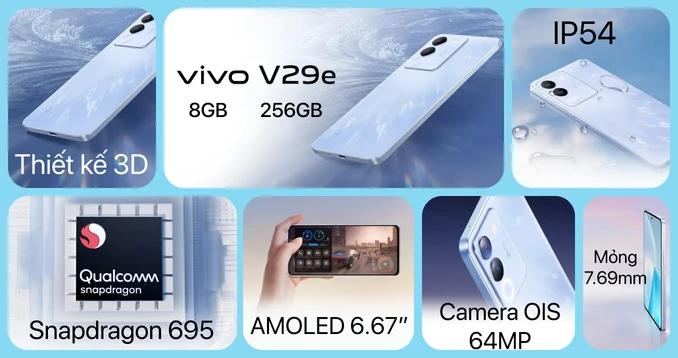 Thiết kế 3D
vivo V29e
8GB 256GB
IP54
Qualcomm
snapdragon
Snapdragon 695
AMOLED 6.67”
Camera OIS
64MP
Mỏng
7.69mm